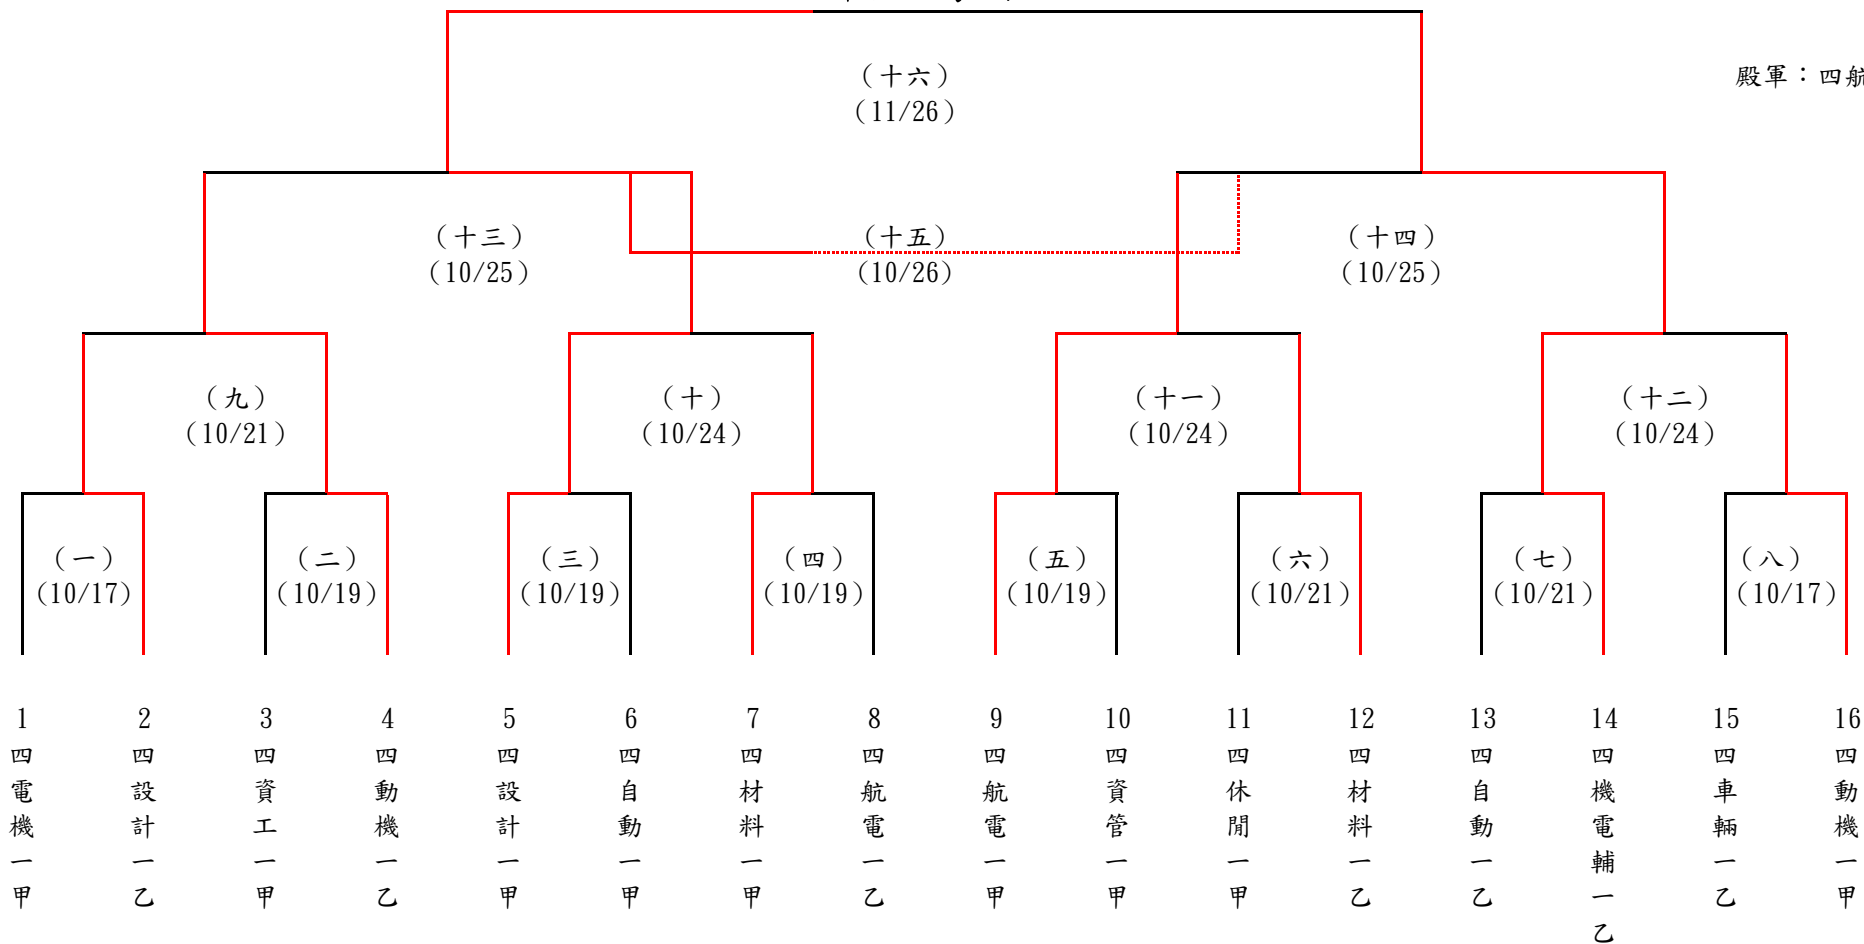 (十六)
(11/26)
殿軍：四航
(十三)
(10/25)
(十五)
(10/26)
(十四)
(10/25)
(九)
(10/21)
(十)
(10/24)
(十一)
(10/24)
(十二)
(10/24)
(一)
(10/17)
(二)
(10/19)
(三)
(10/19)
(四)
(10/19)
(五)
(10/19)
(六)
(10/21)
(七)
(10/21)
(八)
(10/17)
1
四電機一甲
2
四設計一乙
3
四資工一甲
4
四動機一乙
5
四設計一甲
6
四自動一甲
7
四材料一甲
8
四航電一乙
9
四航電一甲
10
四資管一甲
11
四休閒一甲
12
四材料一乙
13
四自動一乙
14
四機電輔一乙
15
四車輛一乙
16
四動機一甲